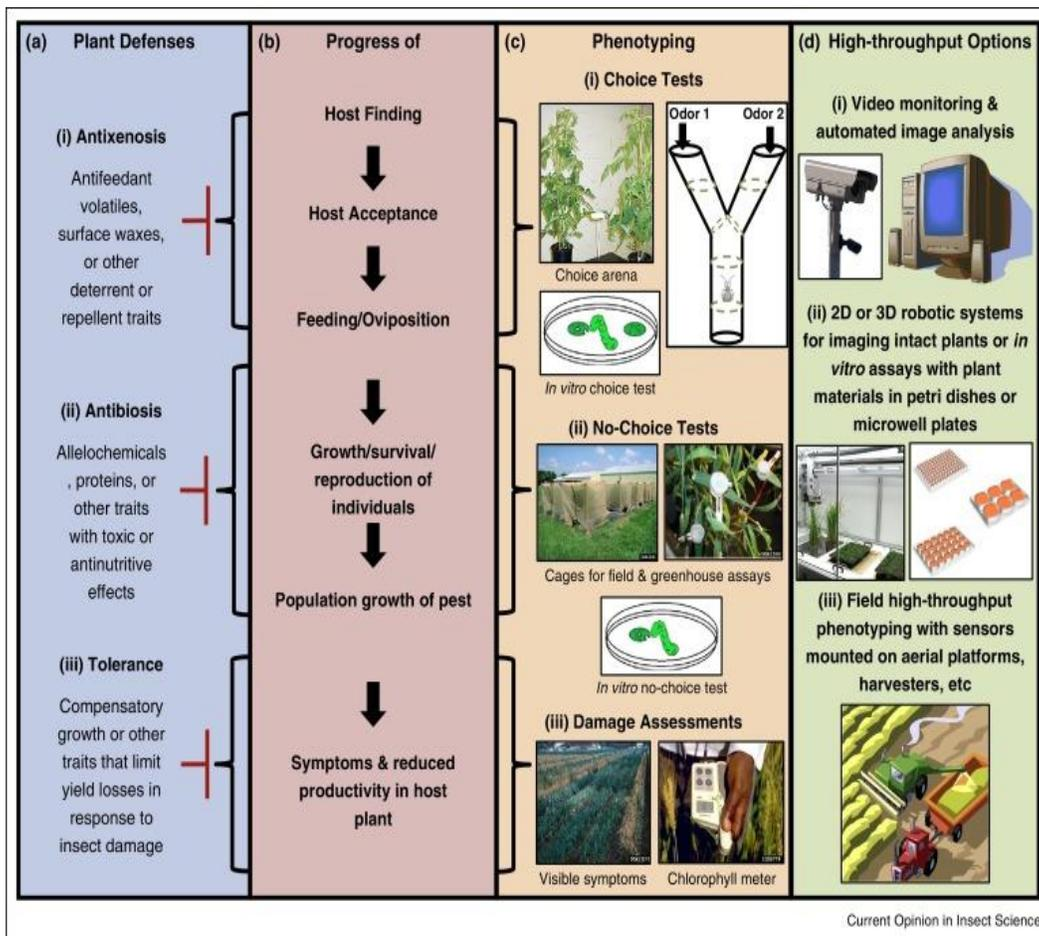 (a) Plant Defenses
(i) Antixenosis
Antifeedant
volatiles,
surface waxes,
or other
deterrent or
repellent traits
(ii) Antibiosis
Allelochemicals
, proteins, or
other traits
with toxic or
antinutritive
effects
(iii) Tolerance
Compensatory
growth or other
traits that limit
yield losses in
response to
insect damage
(b) Progress of
Host Finding
Host Acceptance
Feeding/Oviposition
Growth/survival/
reproduction of
individuals
Population growth of pest
Symptoms & reduced
productivity in host
plant
(c) Phenotyping
(i) Choice Tests
Odor 1 Odor 2
Choice arena
In vitro choice test
(ii) No-Choice Tests
Cages for field & greenhouse assays
In vitro no-choice test
(iii) Damage Assessments
Visible symptoms Chlorophyll meter
(d) High-throughput Options
(i) Video monitoring &
automated image analysis
(ii) 2D or 3D robotic systems
for imaging intact plants or in
vitro assays with plant
materials in petri dishes or
microwell plates
(iii) Field high-throughput
phenotyping with sensors
mounted on aerial platforms,
harvesters, etc
Current Opinion in Insect Science